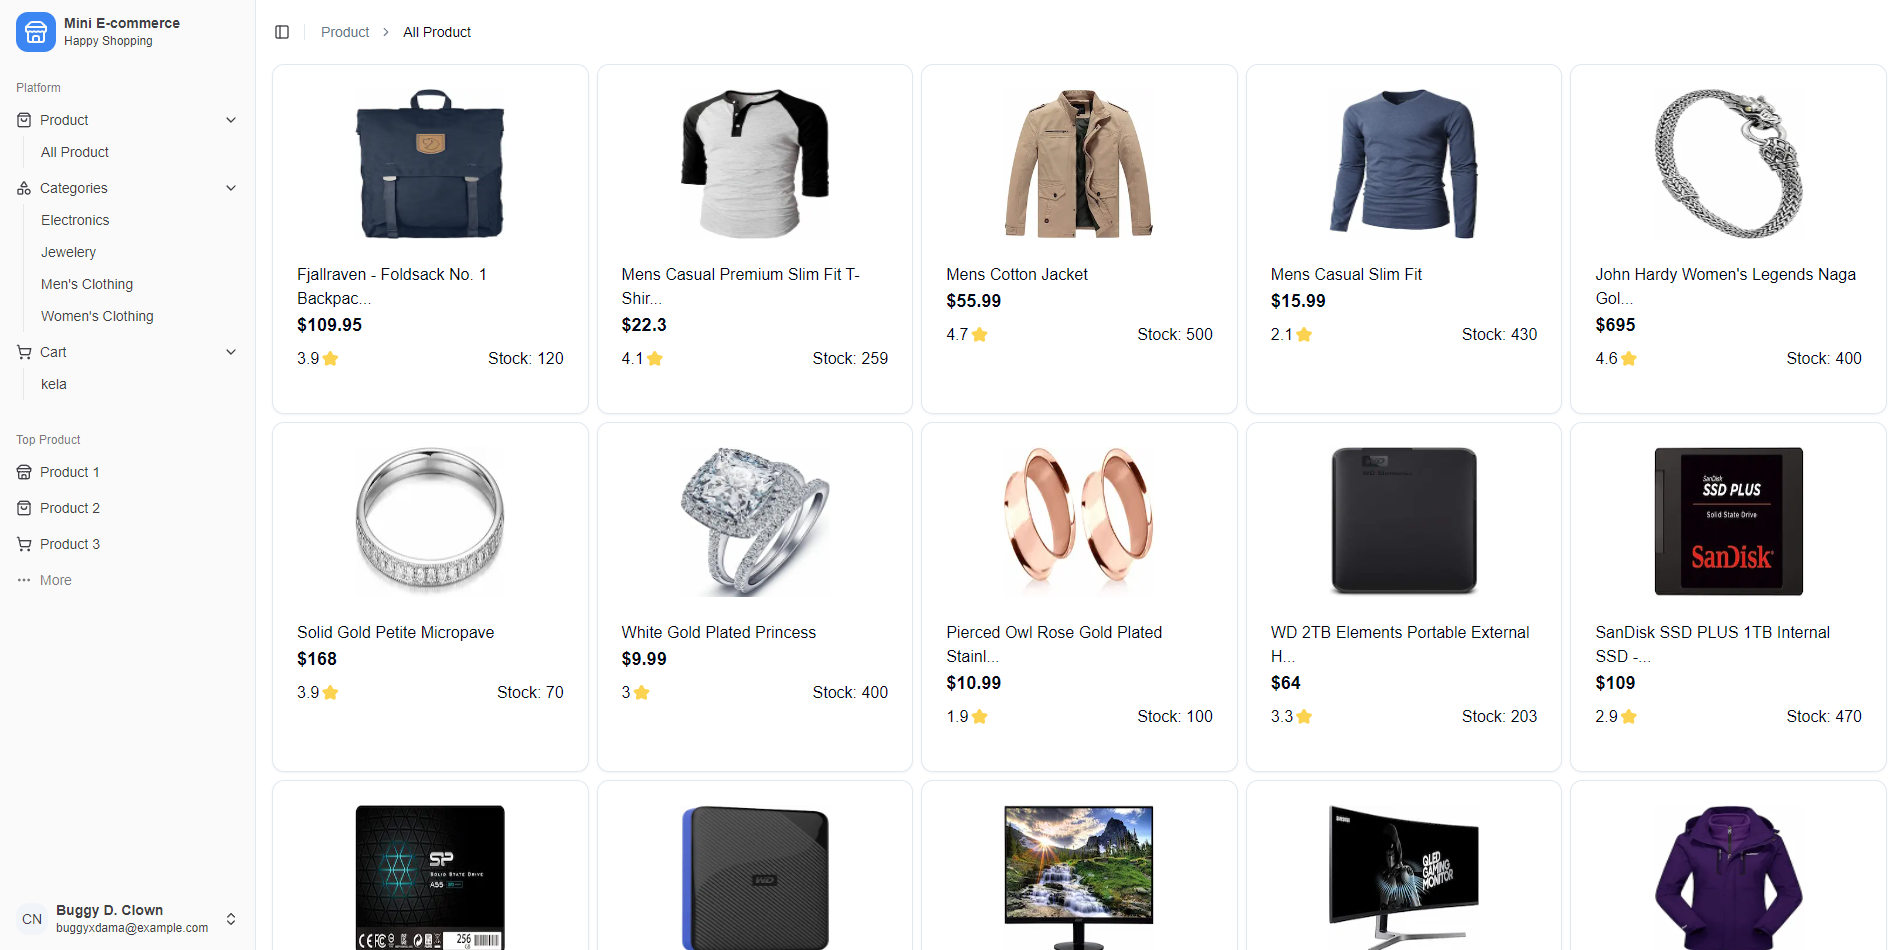 Mini E-commerce
Happy Shopping
Platform
Product
All Product
Categories
Electronics
Jewelery
Men's Clothing
Women's Clothing
Cart
kela
Top Product
Product 1
Product 2
Product 3
More
CN
Buggy D. Clown
buggyxdama@example.com
Product > All Product
Fjallraven - Foldsack No. 1
Backpac...
$109.95
3.9 Stock: 120
Mens Casual Premium Slim Fit T-
Shir...
$22.3
4.1 Stock: 259
Mens Cotton Jacket
$55.99
4.7 Stock: 500
Mens Casual Slim Fit
$15.99
2.1 Stock: 430
John Hardy Women's Legends Naga
Gol...
$695
4.6 Stock: 400
Solid Gold Petite Micropave
$168
3.9 Stock: 70
White Gold Plated Princess
$9.99
3 Stock: 400
Pierced Owl Rose Gold Plated
Stainl...
$10.99
1.9 Stock: 100
WD
WD 2TB Elements Portable External
H...
$64
3.3 Stock: 203
SanDisk
SSD PLUS
Solid State Drive
SanDisk
SanDisk SSD PLUS 1TB Internal
SSD -...
$109
2.9 Stock: 470
SP
SOLID STATE DRIVE
A55
256
WD
SAMSUNG
QLED
GAMING
MONITOR